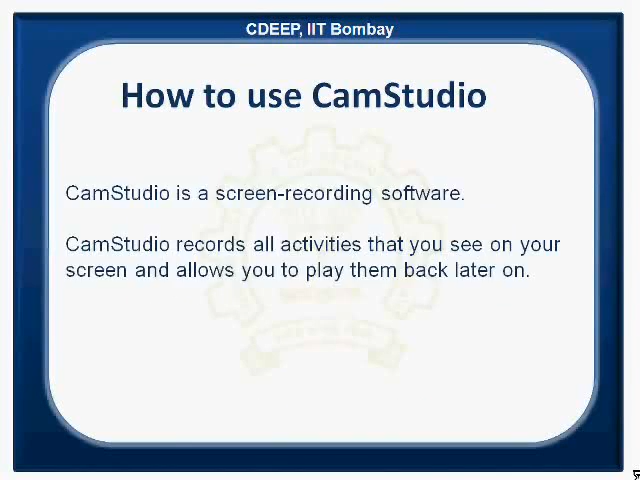 CDEEP, IIT Bombay
How to use CamStudio
CamStudio is a screen-recording software.
CamStudio records all activities that you see on your
screen and allows you to play them back later on.